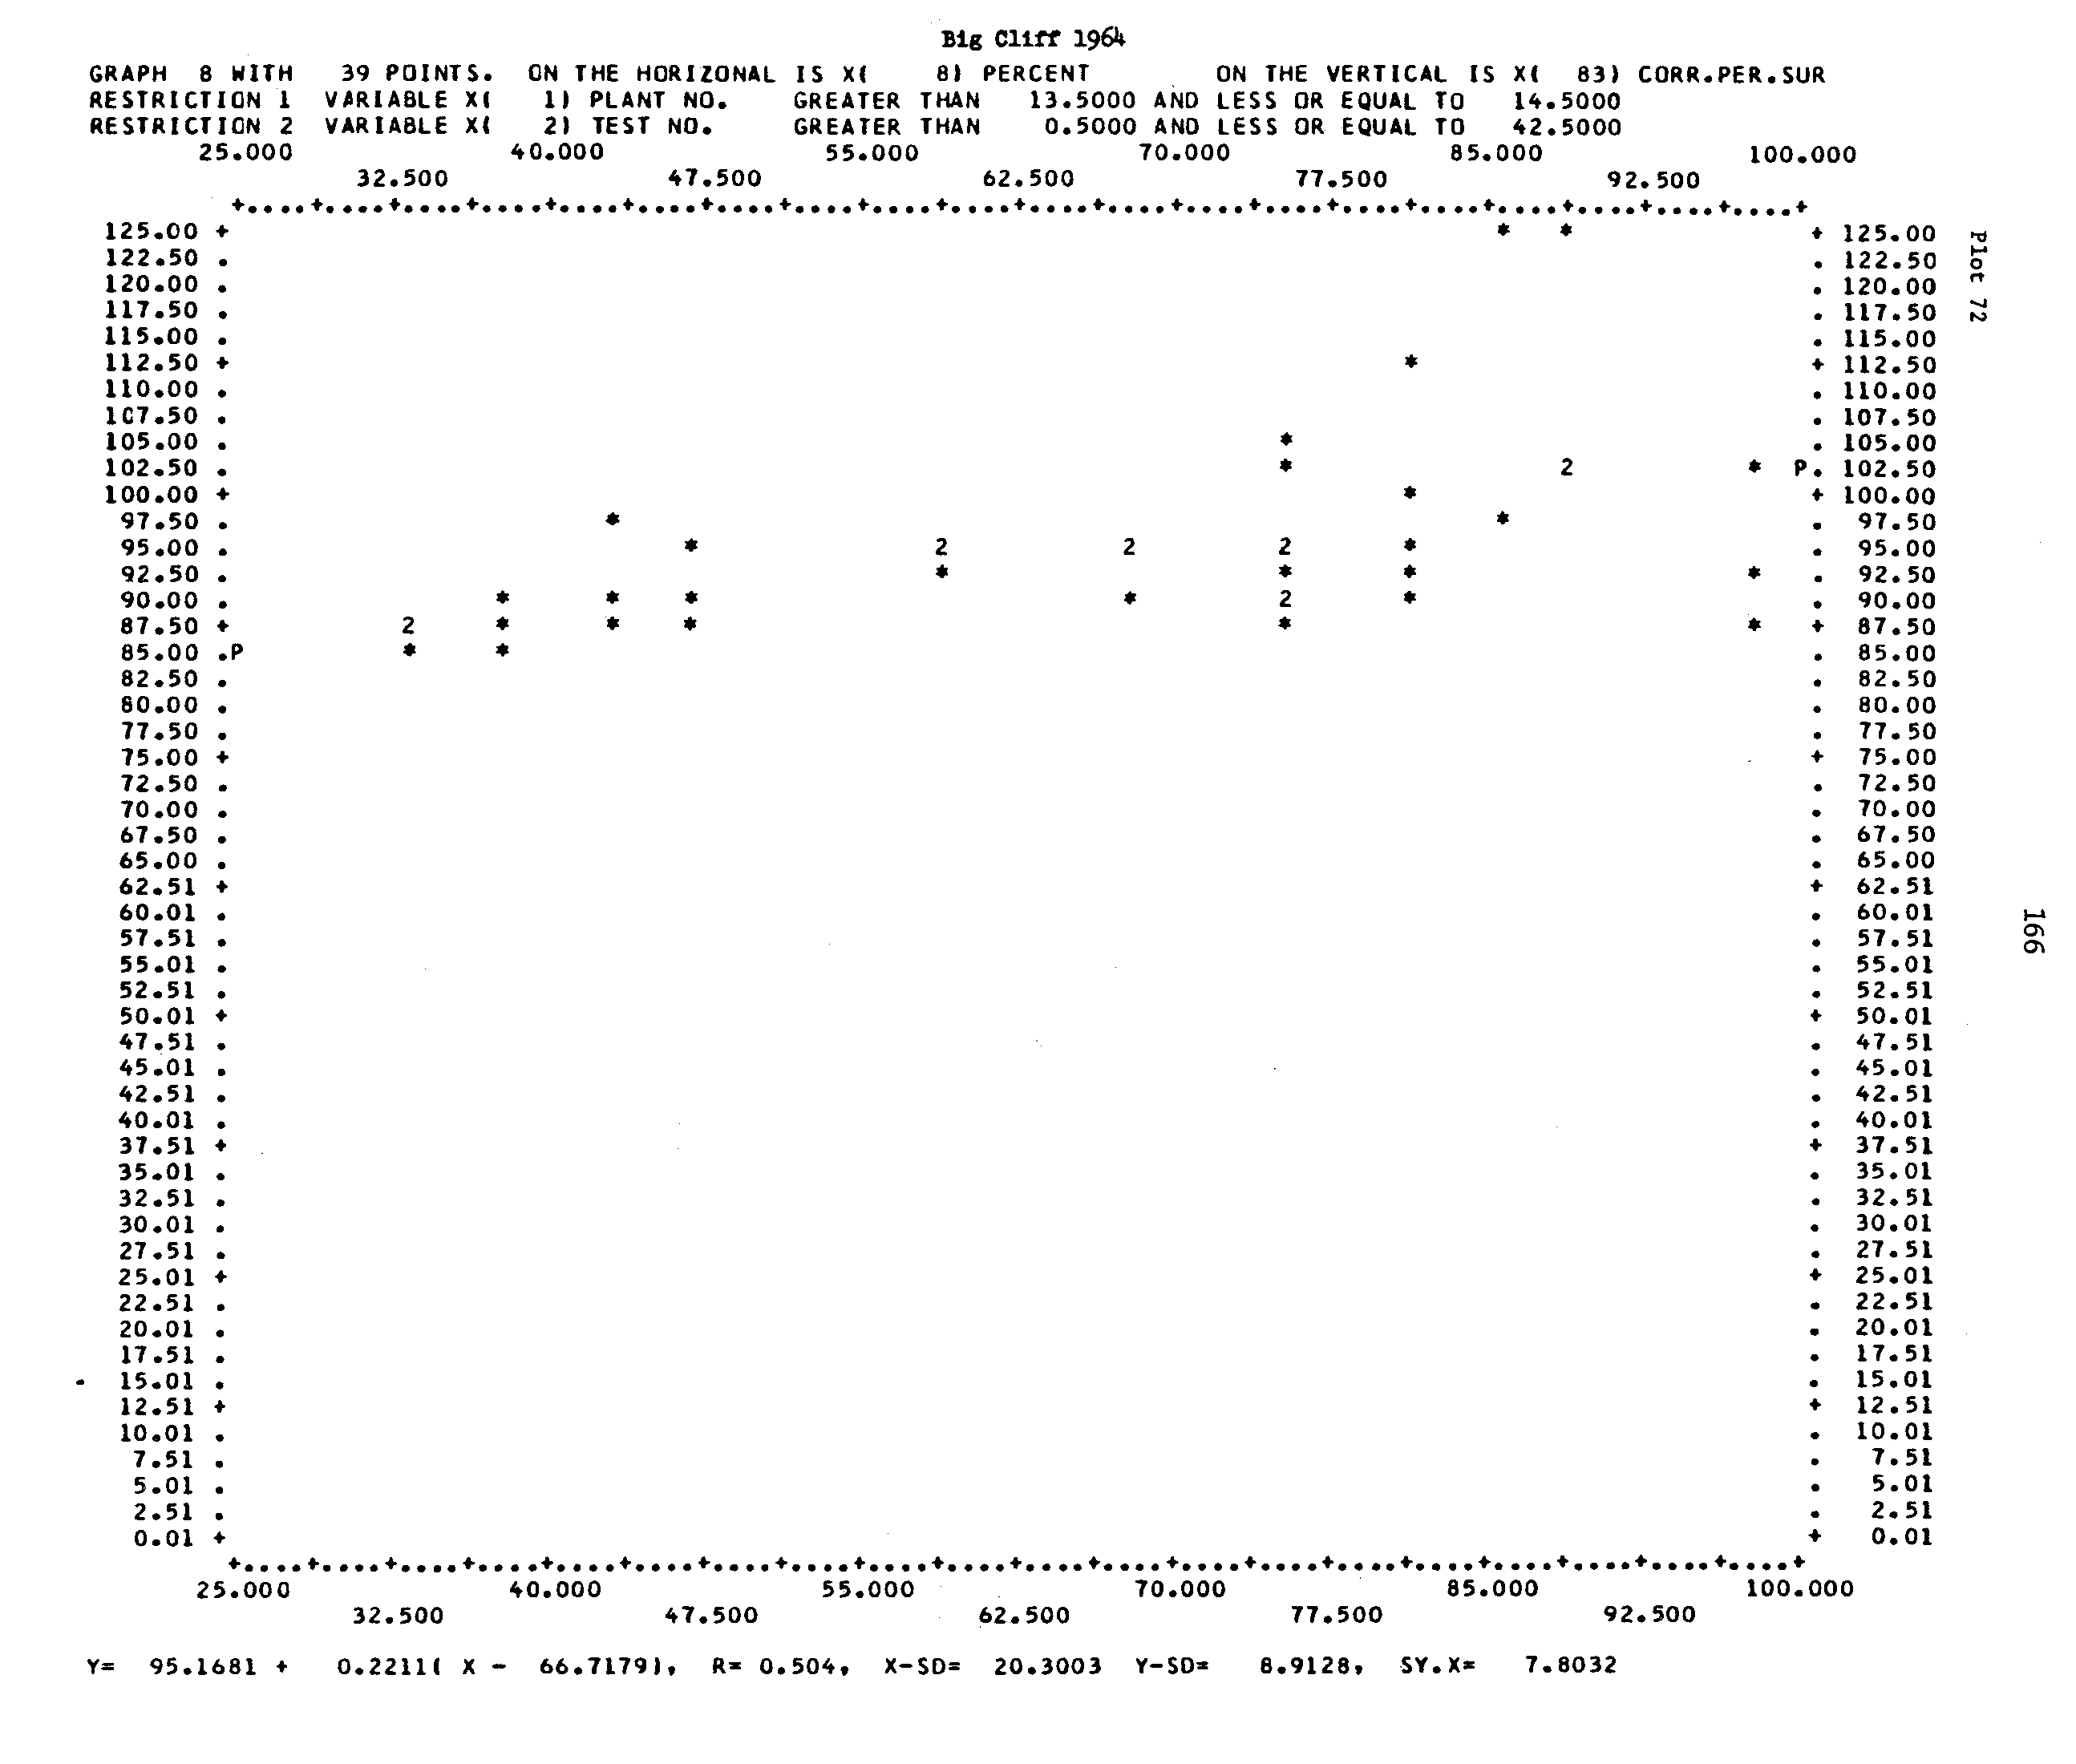 Big Cliff 1964
GRAPH 8 WITH 39 POINTS. ON THE HORIZONAL IS X( 8) PERCENT ON THE VERTICAL IS X( 83) CORR.PER.SUR
RESTRICTION 1 VARIABLE X( 1) PLANT NO. GREATER THAN 13.5000 AND LESS OR EQUAL TO 14.5000
RESTRICTION 2 VARIABLE X( 2) TEST NO. GREATER THAN 0.5000 AND LESS OR EQUAL TO 42.5000
25.000 40.000 55.000 70.000 85.000 100.000
32.500 47.500 62.500 77.500 92.500
+....+....+....+....+....+....+....+....+....+....+....+....+....+....+....+....+....+....+....+....+
125.00 + * * + 125.00
122.50 . . 122.50
120.00 . . 120.00
117.50 . . 117.50
115.00 . . 115.00
112.50 + * + 112.50
110.00 . . 110.00
107.50 . . 107.50
105.00 . * . 105.00
102.50 . * 2 * P. 102.50
100.00 + * + 100.00
97.50 . * * . 97.50
95.00 . * 2 2 2 * . 95.00
92.50 . * * * * . 92.50
90.00 . * * * * 2 * . 90.00
87.50 + 2 * * * * * + 87.50
85.00 .P * * . 85.00
82.50 . . 82.50
80.00 . . 80.00
77.50 . . 77.50
75.00 + + 75.00
72.50 . . 72.50
70.00 . . 70.00
67.50 . . 67.50
65.00 . . 65.00
62.51 + + 62.51
60.01 . . 60.01
57.51 . . 57.51
55.01 . . 55.01
52.51 . . 52.51
50.01 + + 50.01
47.51 . . 47.51
45.01 . . 45.01
42.51 . . 42.51
40.01 . . 40.01
37.51 + + 37.51
35.01 . . 35.01
32.51 . . 32.51
30.01 . . 30.01
27.51 . . 27.51
25.01 + + 25.01
22.51 . . 22.51
20.01 . . 20.01
17.51 . . 17.51
15.01 . . 15.01
12.51 + + 12.51
10.01 . . 10.01
7.51 . . 7.51
5.01 . . 5.01
2.51 . . 2.51
0.01 + + 0.01
+....+....+....+....+....+....+....+....+....+....+....+....+....+....+....+....+....+....+....+....+
25.000 40.000 55.000 70.000 85.000 100.000
32.500 47.500 62.500 77.500 92.500
Y= 95.1681 + 0.2211( X - 66.7179), R= 0.504, X-SD= 20.3003 Y-SD= 8.9128, SY.X= 7.8032
Plot 72
166